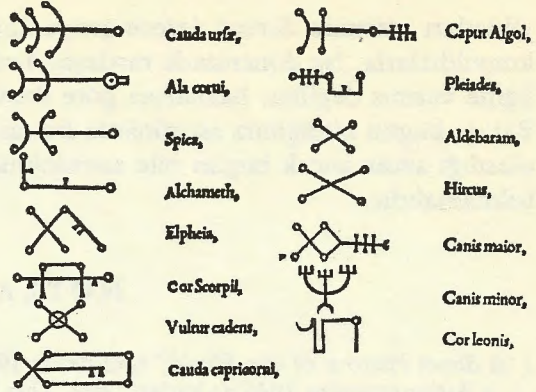 Cauda ursæ,
Ala corui,
Spica,
Alchameth,
Elpheia,
Cor Scorpii,
Vultur cadens,
Cauda capricorni,
Caput Algol,
Pleiades,
Aldebaram,
Hircus,
Canis maior,
Canis minor,
Cor leonis,